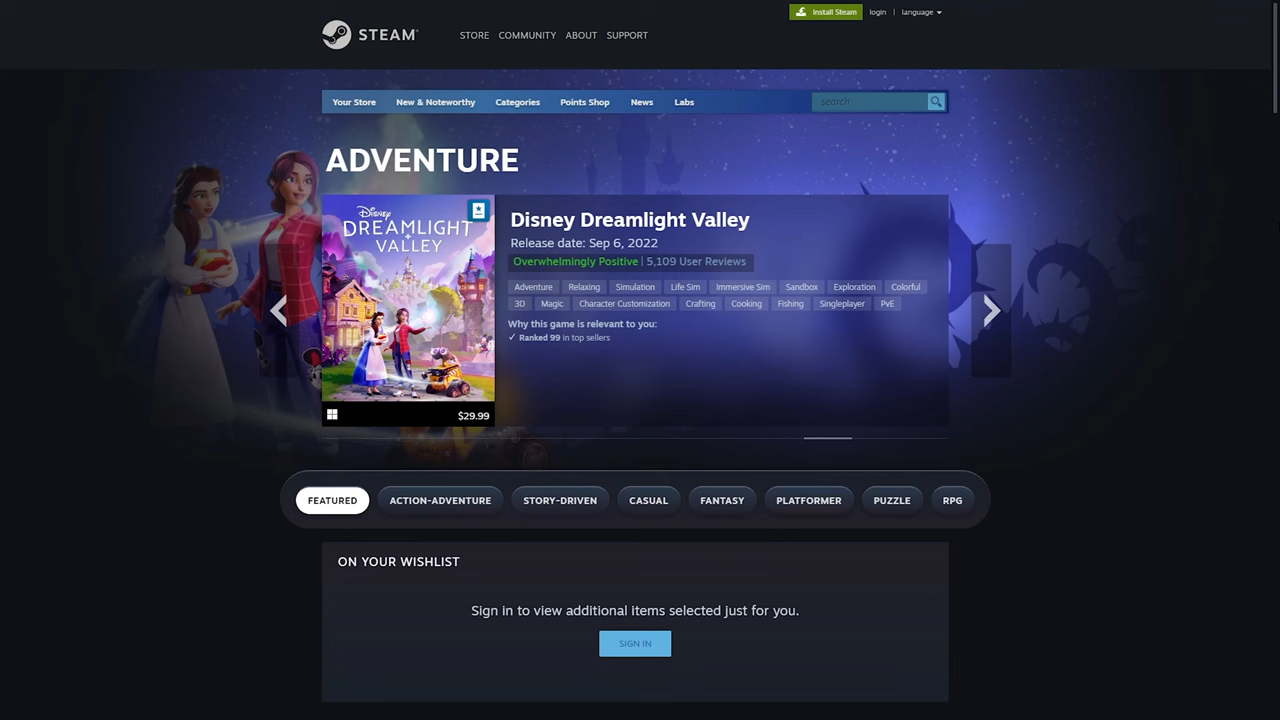 Install Steam
login | language
STEAM®
STORE COMMUNITY ABOUT SUPPORT
Your Store New & Noteworthy Categories Points Shop News Labs
search
ADVENTURE
Disney
DREAMLIGHT
VALLEY
$29.99
Disney Dreamlight Valley
Release date: Sep 6, 2022
Overwhelmingly Positive | 5,109 User Reviews
Adventure Relaxing Simulation Life Sim Immersive Sim Sandbox Exploration Colorful
3D Magic Character Customization Crafting Cooking Fishing Singleplayer PvE
Why this game is relevant to you:
✓ Ranked 99 in top sellers
FEATURED ACTION-ADVENTURE STORY-DRIVEN CASUAL FANTASY PLATFORMER PUZZLE RPG
ON YOUR WISHLIST
Sign in to view additional items selected just for you.
SIGN IN